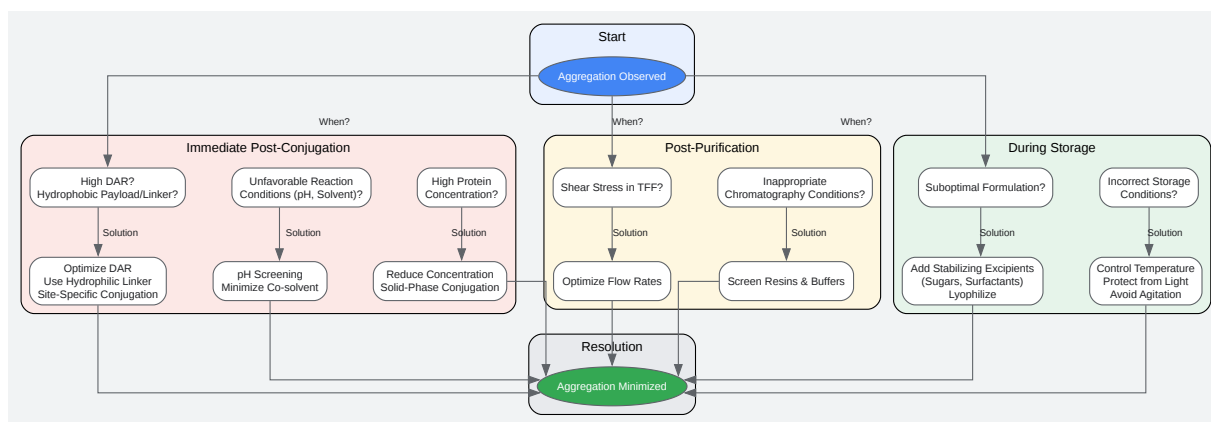 Start
Aggregation Observed
When?
When?
When?
Immediate Post-Conjugation
High DAR?
Hydrophobic Payload/Linker?
Unfavorable Reaction
Conditions (pH, Solvent)?
High Protein
Concentration?
Solution
Solution
Solution
Optimize DAR
Use Hydrophilic Linker
Site-Specific Conjugation
pH Screening
Minimize Co-solvent
Reduce Concentration
Solid-Phase Conjugation
Post-Purification
Shear Stress in TFF?
Inappropriate
Chromatography Conditions?
Solution
Solution
Optimize Flow Rates
Screen Resins & Buffers
During Storage
Suboptimal Formulation?
Incorrect Storage
Conditions?
Solution
Solution
Add Stabilizing Excipients
(Sugars, Surfactants)
Lyophilize
Control Temperature
Protect from Light
Avoid Agitation
Resolution
Aggregation Minimized